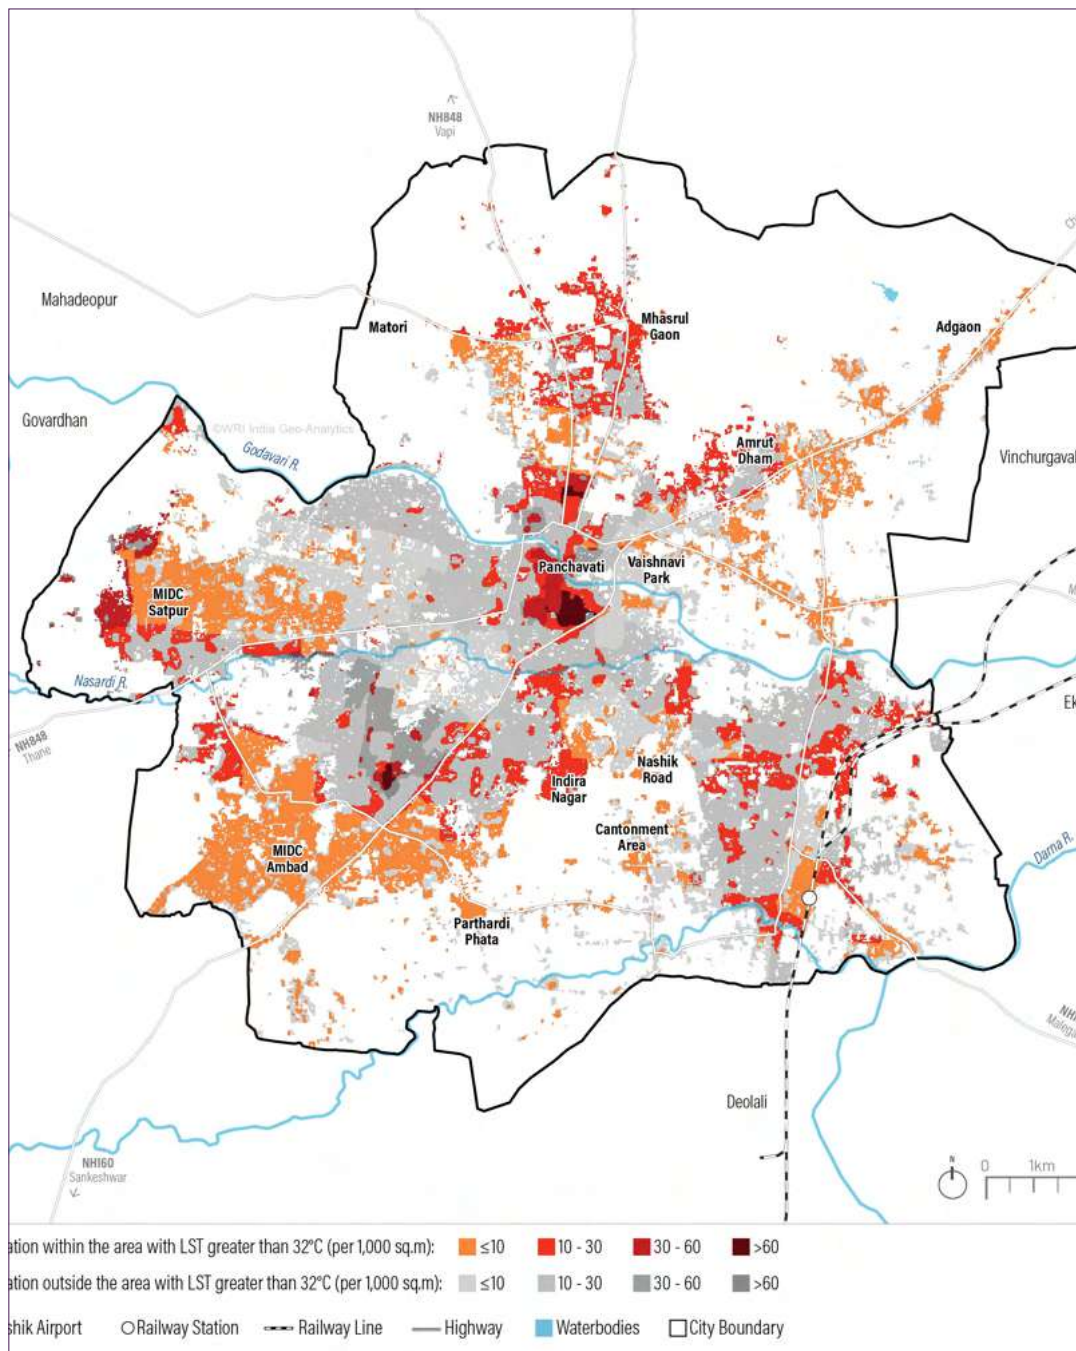 NH848
Vapi
Mahadeopur
Matori
Mhasrul
Gaon
Adgaon
Govardhan
©WRI India Geo-Analytics
Godavari R.
Amrut
Dham
Vinchurgaval
Panchavati
Vaishnavi
Park
MIDC
Satpur
Nasardi R.
NH848
Thane
Indira
Nagar
Nashik
Road
Cantonment
Area
MIDC
Ambad
Darna R.
Parthardi
Phata
Deolali
NH160
Sankeshwar
N
0 1km
ation within the area with LST greater than 32°C (per 1,000 sq.m): ≤10 10 - 30 30 - 60 >60
ation outside the area with LST greater than 32°C (per 1,000 sq.m): ≤10 10 - 30 30 - 60 >60
shik Airport Railway Station Railway Line Highway Waterbodies City Boundary